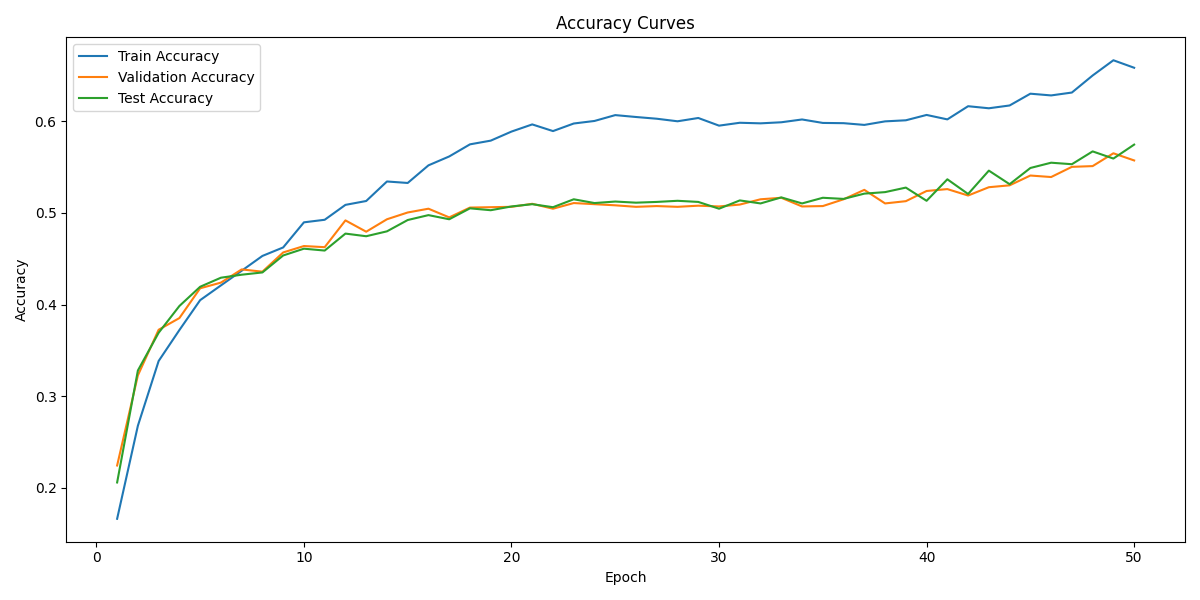 Accuracy Curves
Train Accuracy
Validation Accuracy
Test Accuracy
Accuracy
0.6
0.5
0.4
0.3
0.2
0 10 20 30 40 50
Epoch